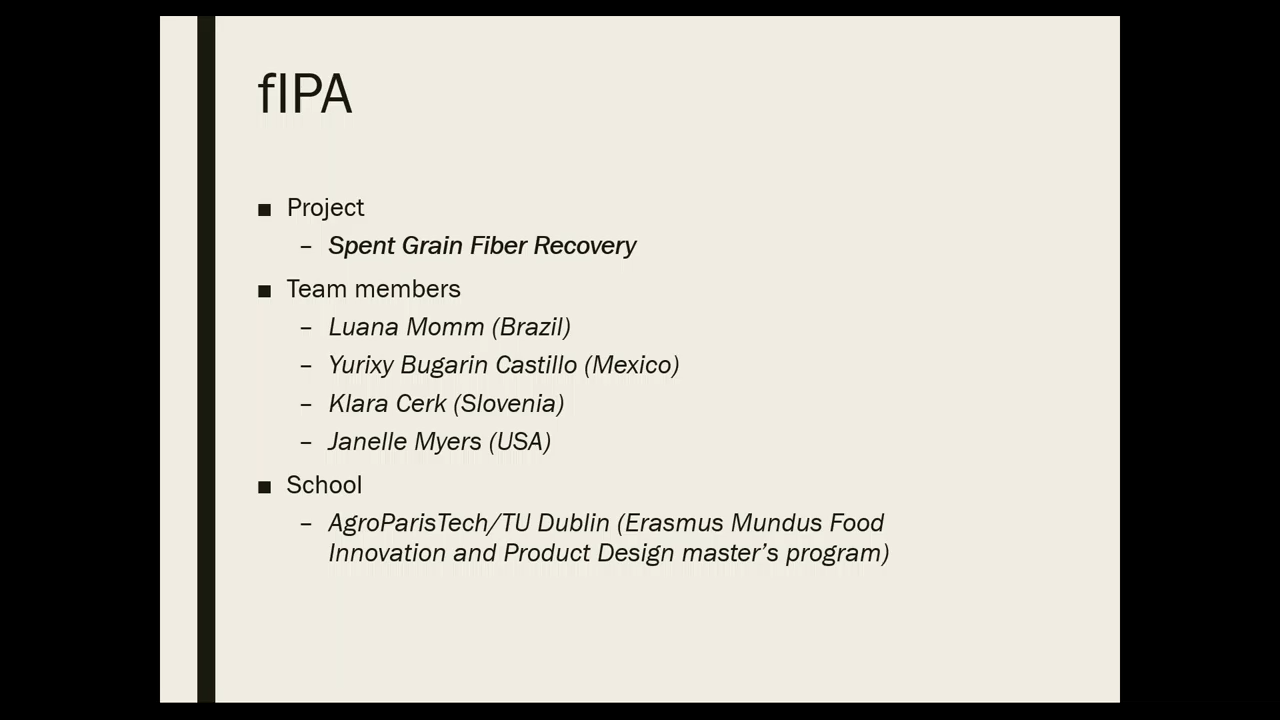 fIPA
■ Project
– Spent Grain Fiber Recovery
■ Team members
– Luana Momm (Brazil)
– Yurixy Bugarin Castillo (Mexico)
– Klara Cerk (Slovenia)
– Janelle Myers (USA)
■ School
– AgroParisTech/TU Dublin (Erasmus Mundus Food
Innovation and Product Design master’s program)